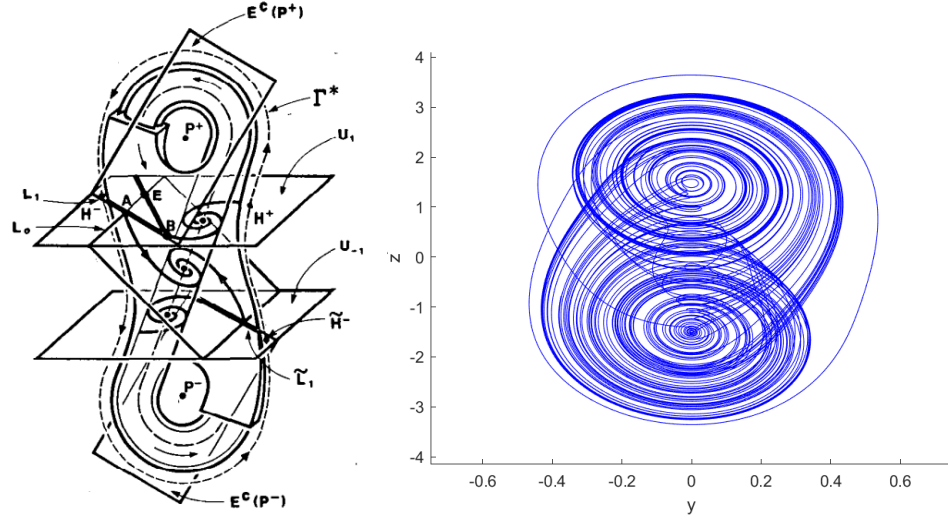 E^c(P^+)
Γ*
P^+
U_1
L_1
A
E
H^-
B
H^+
L_0
U_-1
H̃^-
L̃_1
P^-
E^c(P^-)
4
3
2
1
0
-1
-2
-3
-4
z
-0.6
-0.4
-0.2
0
0.2
0.4
0.6
y